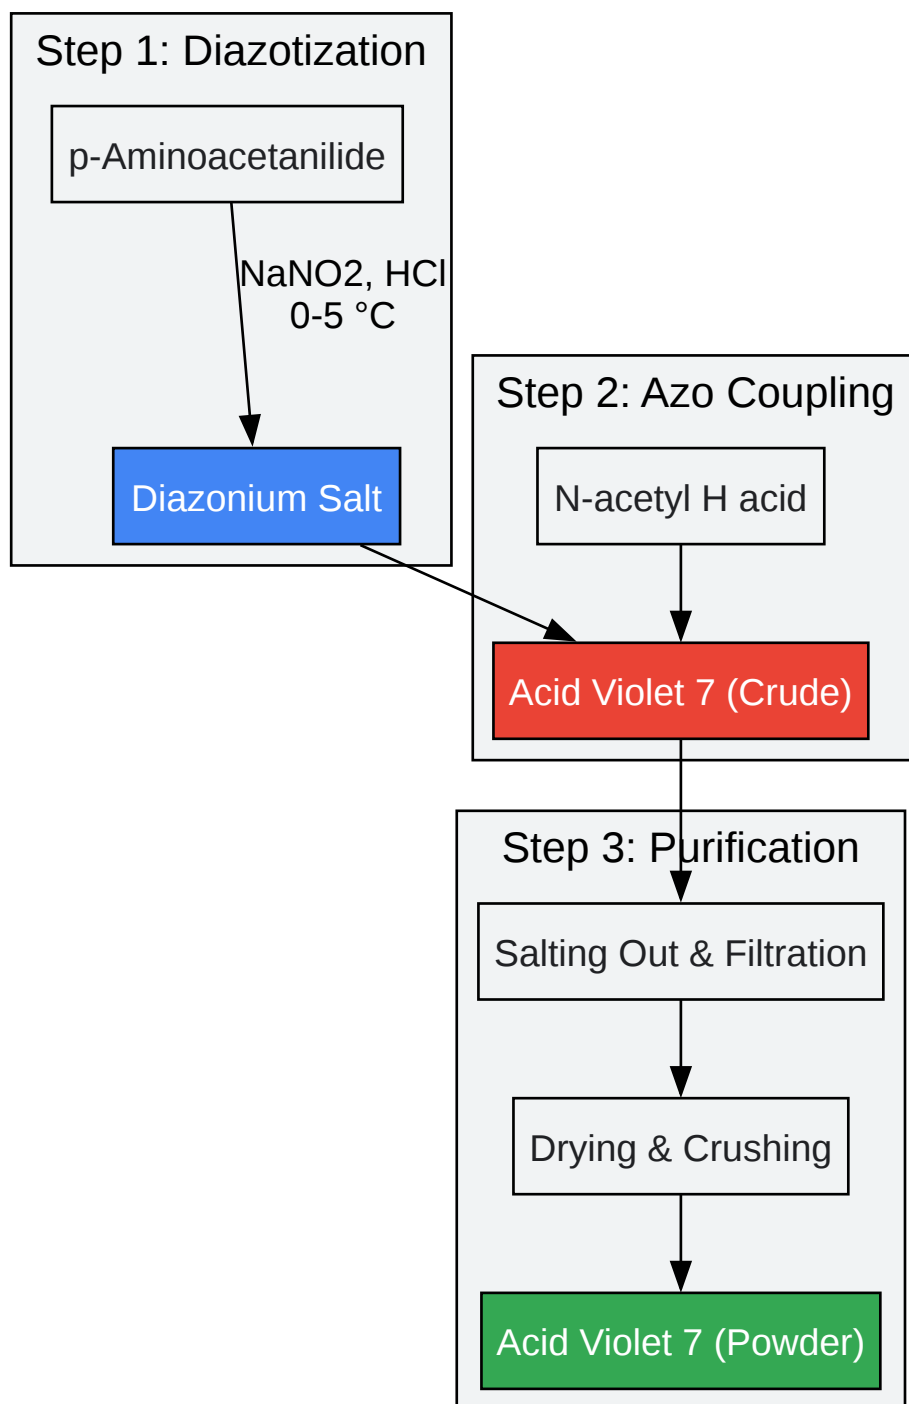 Step 1: Diazotization
p-Aminoacetanilide
NaNO2, HCl
0-5 °C
Diazonium Salt
Step 2: Azo Coupling
N-acetyl H acid
Acid Violet 7 (Crude)
Step 3: Purification
Salting Out & Filtration
Drying & Crushing
Acid Violet 7 (Powder)